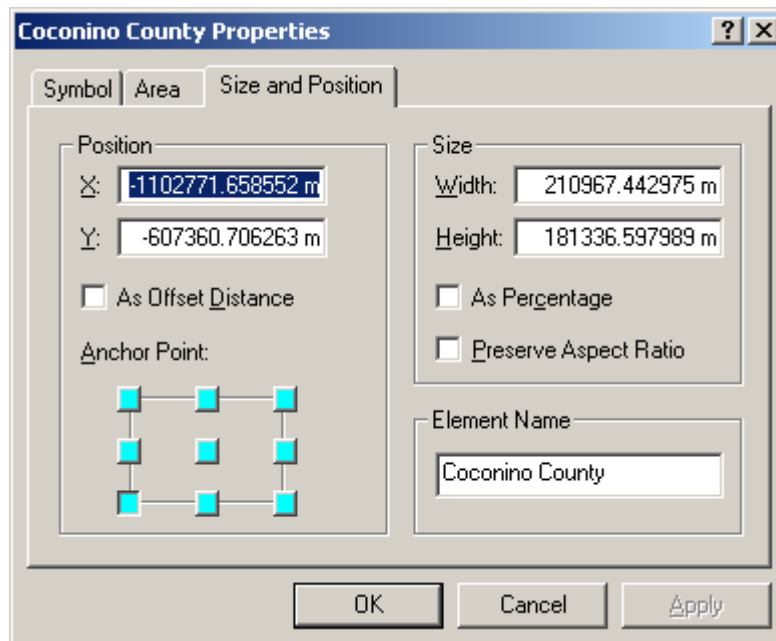 Coconino County Properties
Symbol Area Size and Position
Position
X: -1102771.658552 m
Y: -607360.706263 m
As Offset Distance
Anchor Point:
Size
Width: 210967.442975 m
Height: 181336.597989 m
As Percentage
Preserve Aspect Ratio
Element Name
Coconino County
OK Cancel Apply